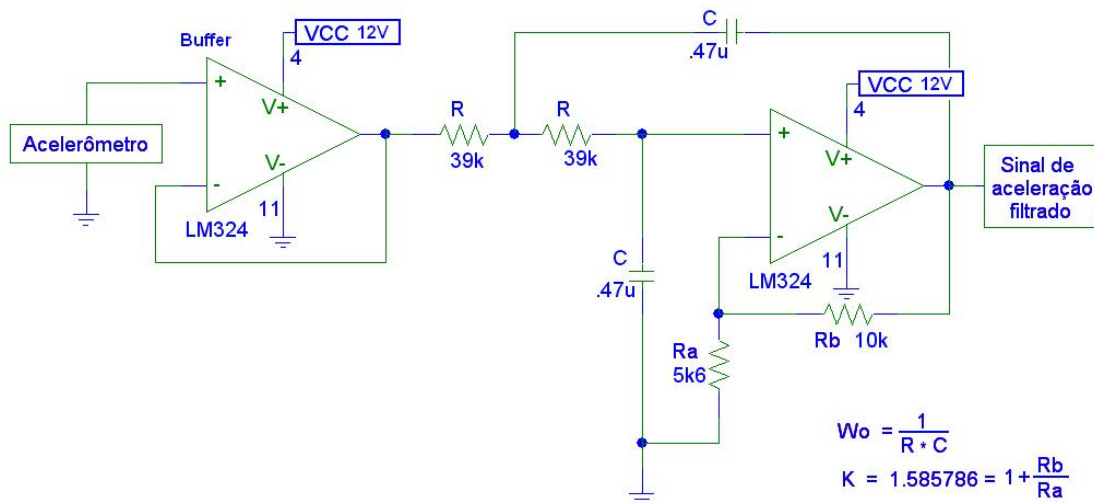 Buffer
VCC 12V
4
+
V+
V-
-
11
LM324
Acelerômetro
R
39k
R
39k
C
.47u
C
.47u
VCC 12V
4
+
V+
V-
-
11
LM324
Sinal de
aceleração
filtrado
Rb 10k
Ra
5k6
Wo = 1 / R * C
K = 1.585786 = 1 + Rb / Ra